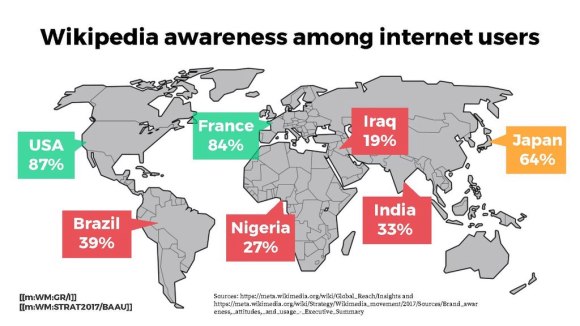 Wikipedia awareness among internet users
USA
87%
France
84%
Iraq
19%
Japan
64%
Brazil
39%
Nigeria
27%
India
33%
[[m:WM:GR/I]]
[[m:WM:STRAT2017/BAAU]]
Sources: https://meta.wikimedia.org/wiki/Global_Reach/Insights and
https://meta.wikimedia.org/wiki/Strategy/Wikimedia_movement/2017/Sources/Brand_awar
eness,_attitudes,_and_usage_-_Executive_Summary